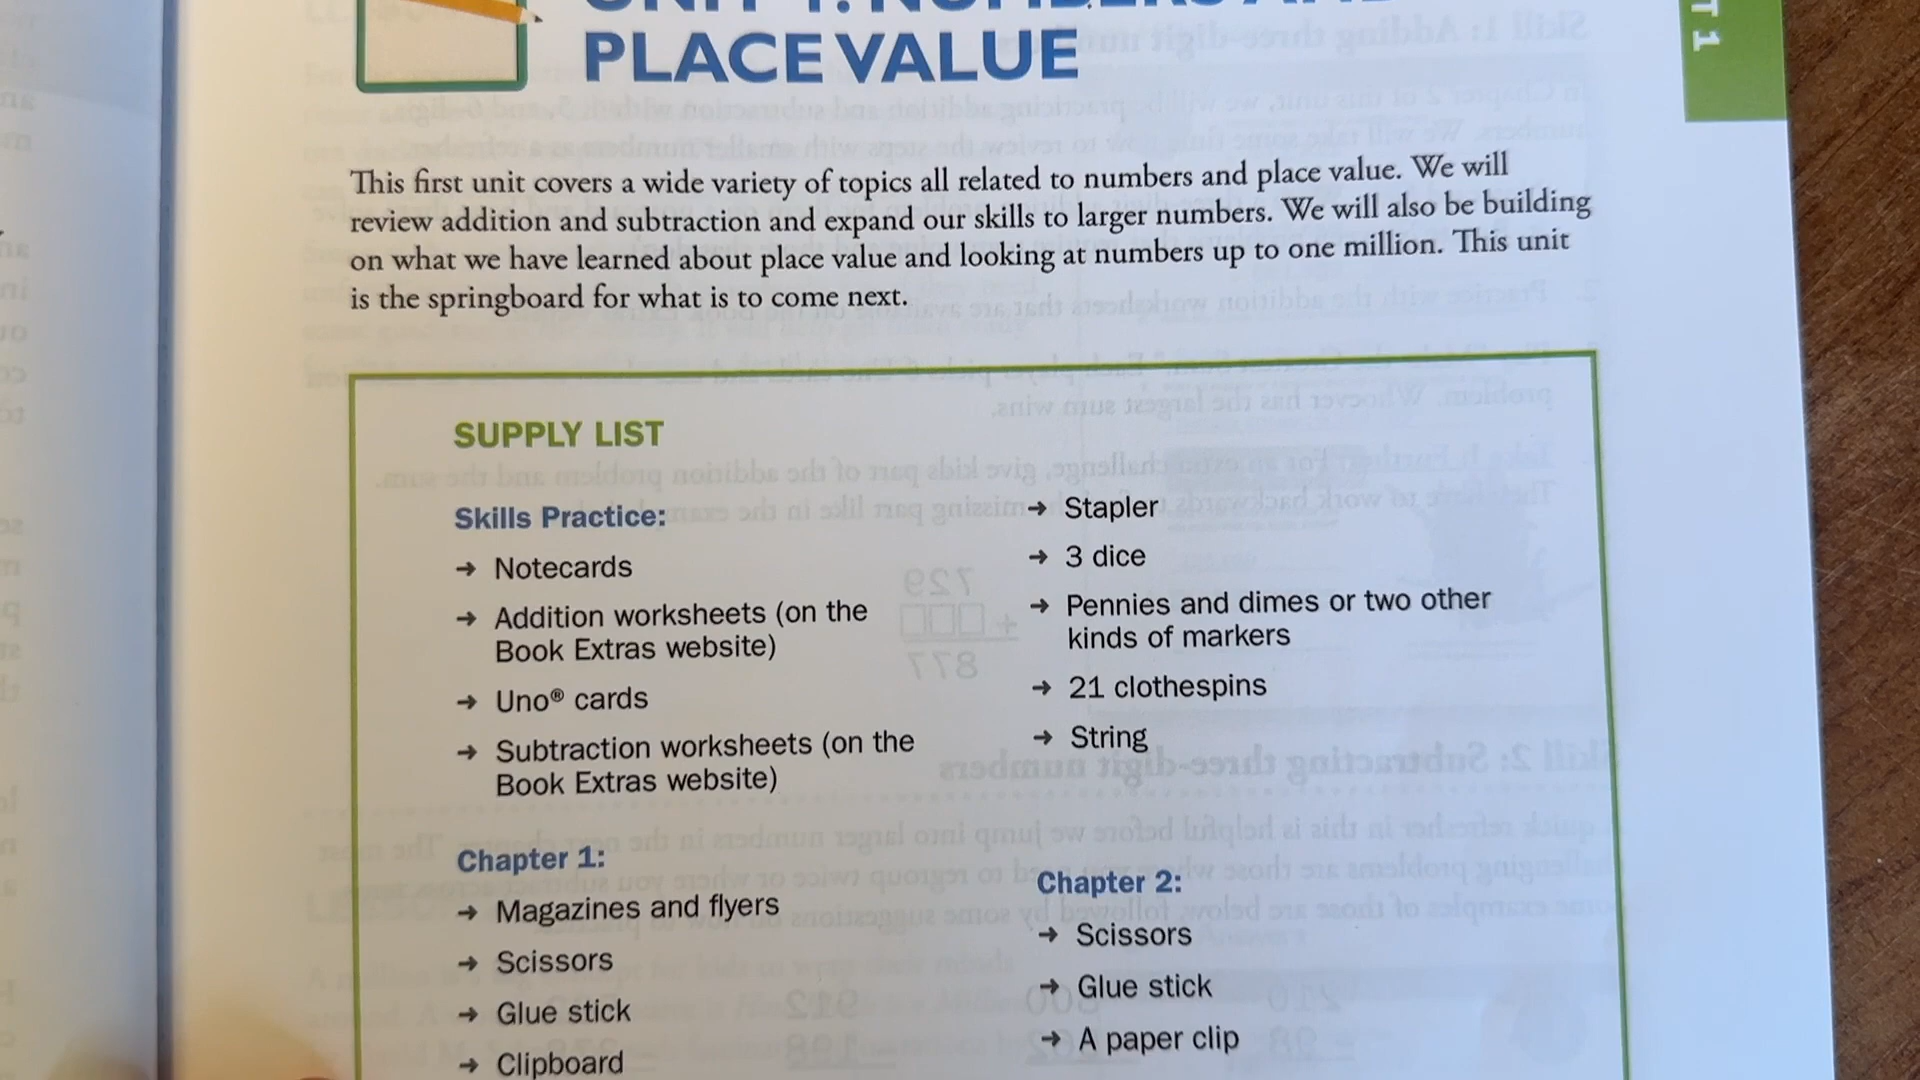 UNIT 1: NUMBERS AND
PLACE VALUE
T 1
This first unit covers a wide variety of topics all related to numbers and place value. We will
review addition and subtraction and expand our skills to larger numbers. We will also be building
on what we have learned about place value and looking at numbers up to one million. This unit
is the springboard for what is to come next.
SUPPLY LIST
Skills Practice:
→ Notecards
→ Addition worksheets (on the
Book Extras website)
→ Uno® cards
→ Subtraction worksheets (on the
Book Extras website)
Chapter 1:
→ Magazines and flyers
→ Scissors
→ Glue stick
→ Clipboard
→ Stapler
→ 3 dice
→ Pennies and dimes or two other
kinds of markers
→ 21 clothespins
→ String
Chapter 2:
→ Scissors
→ Glue stick
→ A paper clip